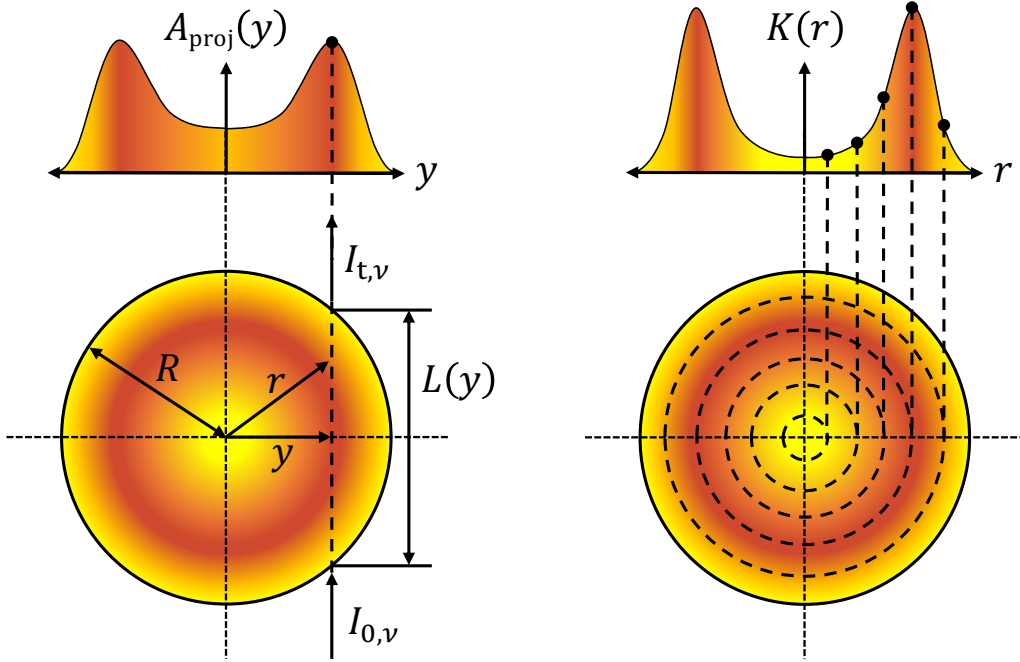 A_proj(y)
y
I_t,ν
R
r
L(y)
y
I_0,ν
K(r)
r